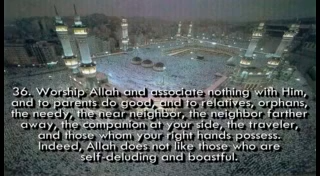 36. Worship Allah and associate nothing with Him,
and to parents do good, and to relatives, orphans,
the needy, the near neighbor, the neighbor farther
away, the companion at your side, the traveler,
and those whom your right hands possess.
Indeed, Allah does not like those who are
self-deluding and boastful.